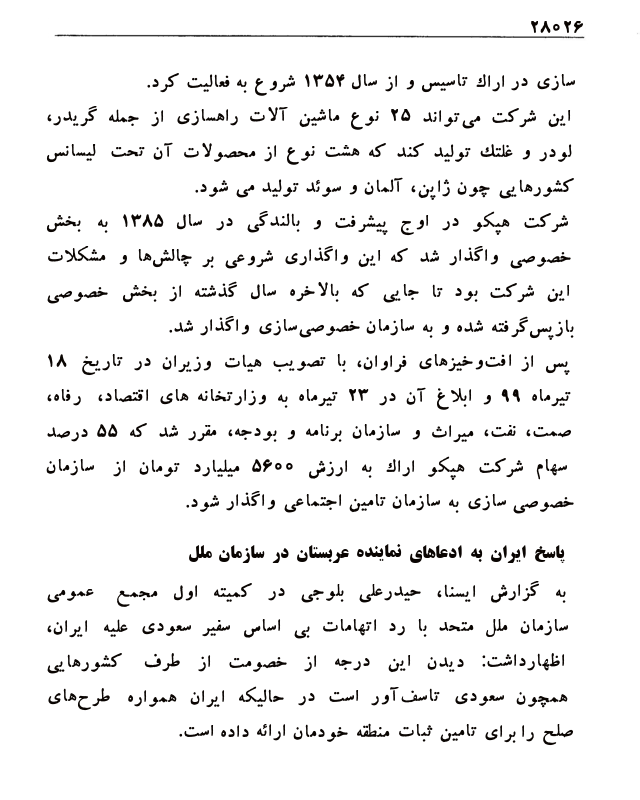 ۲۸۰۲۶
سازی در اراك تاسیس و از سال ۱۳۵۴ شروع به فعالیت کرد.
این شرکت می‌تواند ۲۵ نوع ماشین آلات راهسازی از جمله گریدر،
لودر و غلتك تولید کند که هشت نوع از محصولات آن تحت لیسانس
کشورهایی چون ژاپن، آلمان و سوئد تولید می شود.
شرکت هپکو در اوج پیشرفت و بالندگی در سال ۱۳۸۵ به بخش
خصوصی واگذار شد که این واگذاری شروعی بر چالش‌ها و مشکلات
این شرکت بود تا جایی که بالاخره سال گذشته از بخش خصوصی
بازپس‌گرفته شده و به سازمان خصوصی‌سازی واگذار شد.
پس از افت‌وخیزهای فراوان، با تصویب هیات وزیران در تاریخ ۱۸
تیرماه ۹۹ و ابلاغ آن در ۲۳ تیرماه به وزارتخانه های اقتصاد، رفاه،
صمت، نفت، میراث و سازمان برنامه و بودجه، مقرر شد که ۵۵ درصد
سهام شرکت هپکو اراك به ارزش ۵۶۰۰ میلیارد تومان از سازمان
خصوصی سازی به سازمان تامین اجتماعی واگذار شود.
پاسخ ایران به ادعاهای نماینده عربستان در سازمان ملل
به گزارش ایسنا، حیدرعلی بلوجی در کمیته اول مجمع عمومی
سازمان ملل متحد با رد اتهامات بی اساس سفیر سعودی علیه ایران،
اظهارداشت: دیدن این درجه از خصومت از طرف کشورهایی
همچون سعودی تاسف‌آور است در حالیکه ایران همواره طرح‌های
صلح را برای تامین ثبات منطقه خودمان ارائه داده است.